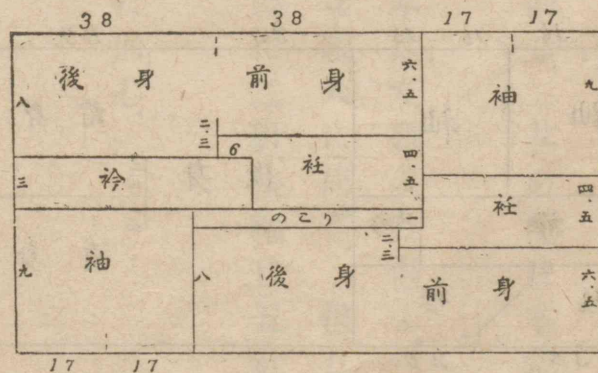 38 38 17 17
後身 前身 六.五 袖 九
八
二.三 6 衽 四.五
三 衿
衽 四.五
のこり 一
九 袖 八 後身 二.三 前身 六.五
17 17